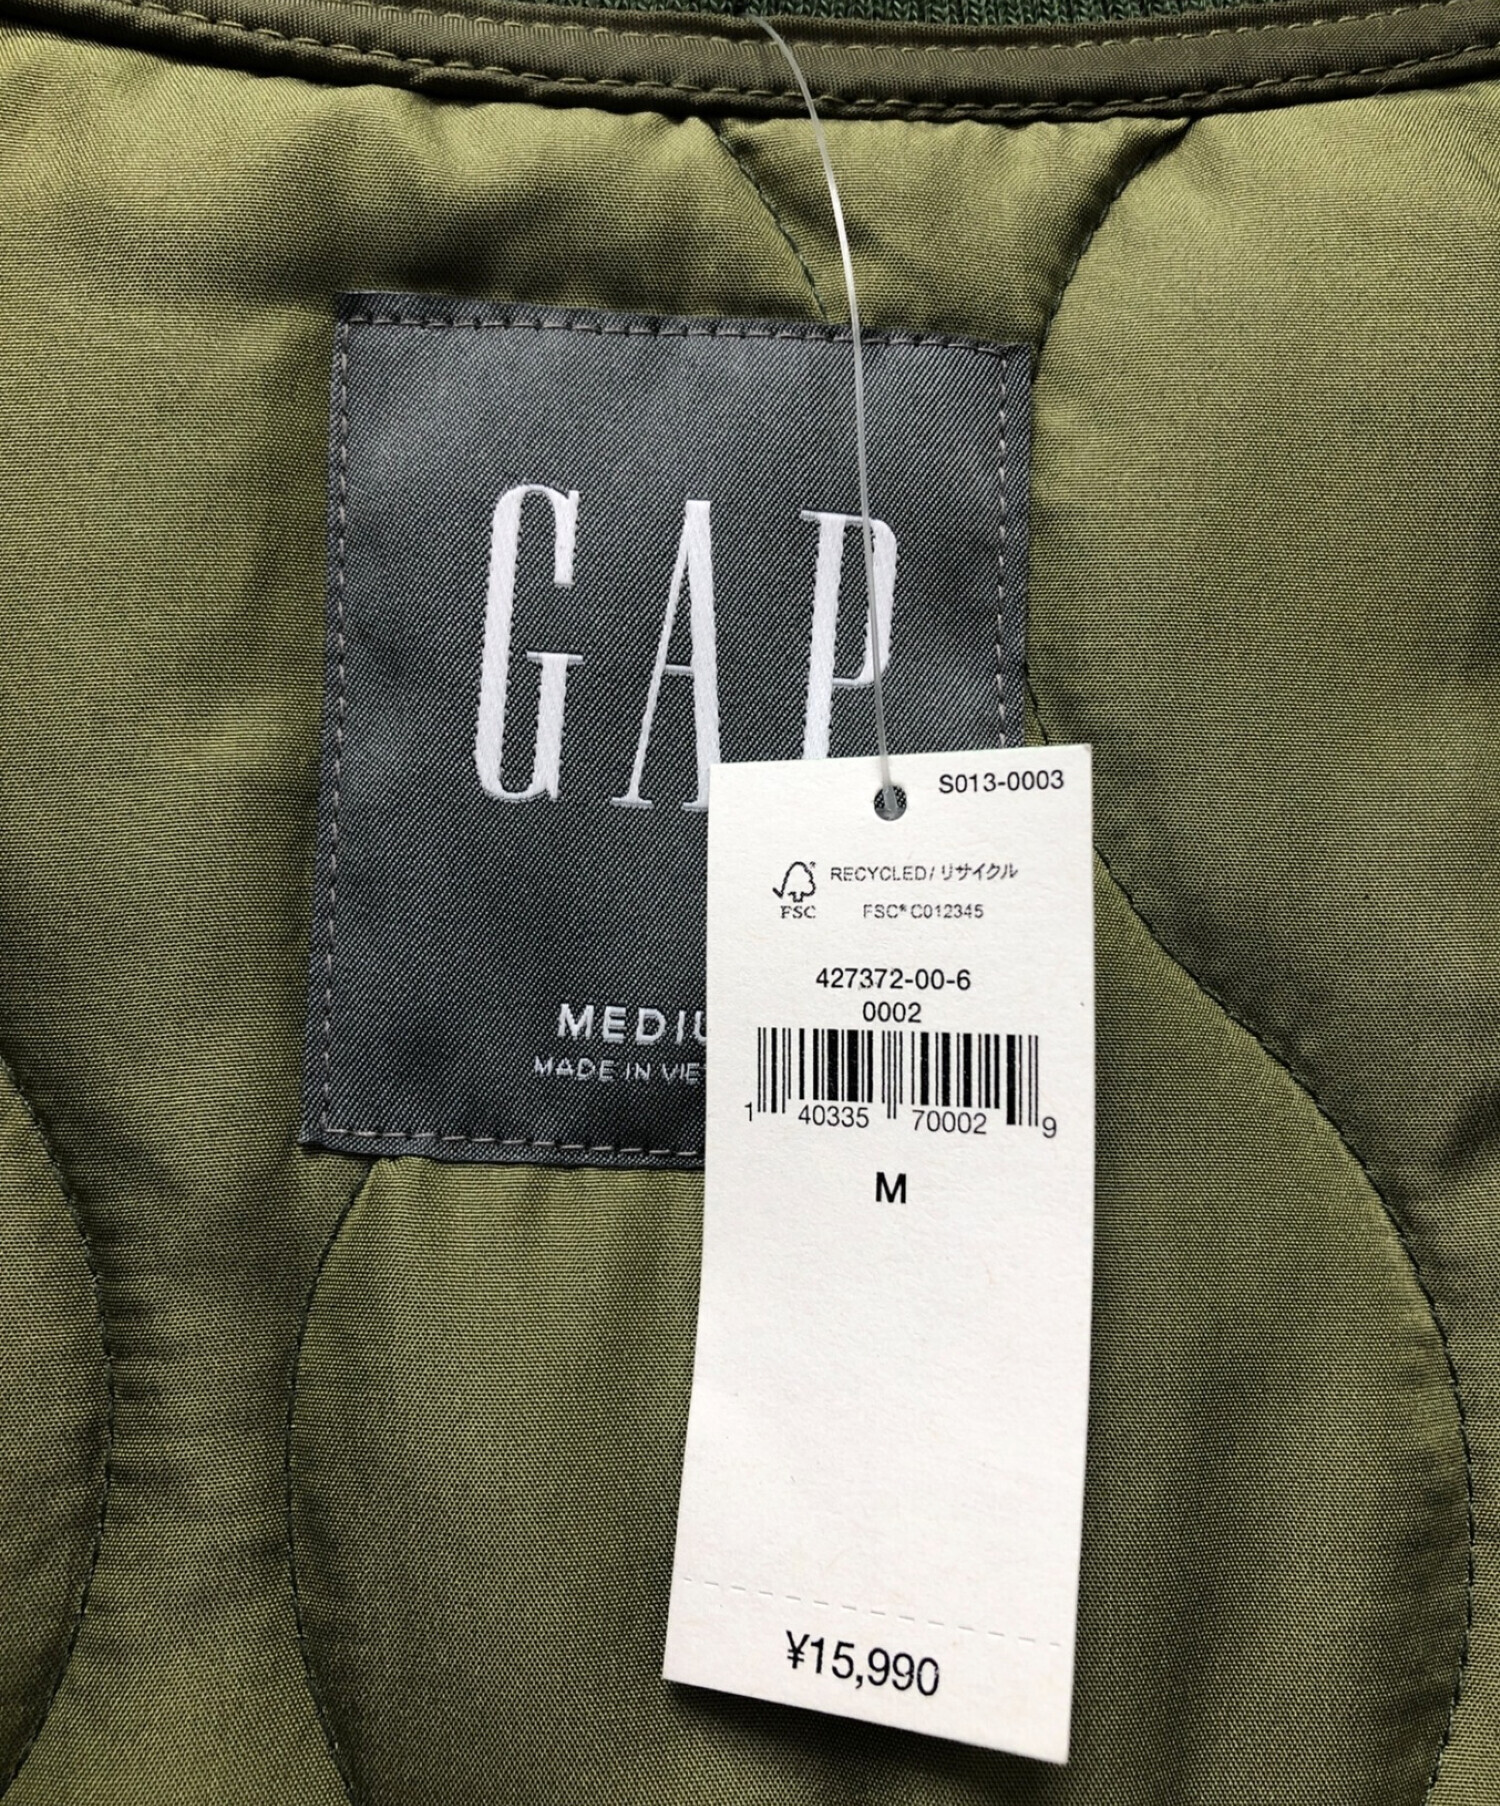 GAP
MEDIU
MADE IN VIE
S013-0003
RECYCLED/リサイクル
FSC
FSC® C012345
427372-00-6
0002
1 40335 70002 9
M
¥15,990